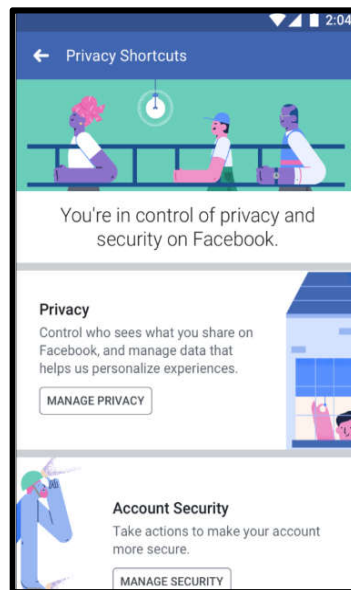 2:04
Privacy Shortcuts
You're in control of privacy and
security on Facebook.
Privacy
Control who sees what you share on
Facebook, and manage data that
helps us personalize experiences.
MANAGE PRIVACY
Account Security
Take actions to make your account
more secure.
MANAGE SECURITY